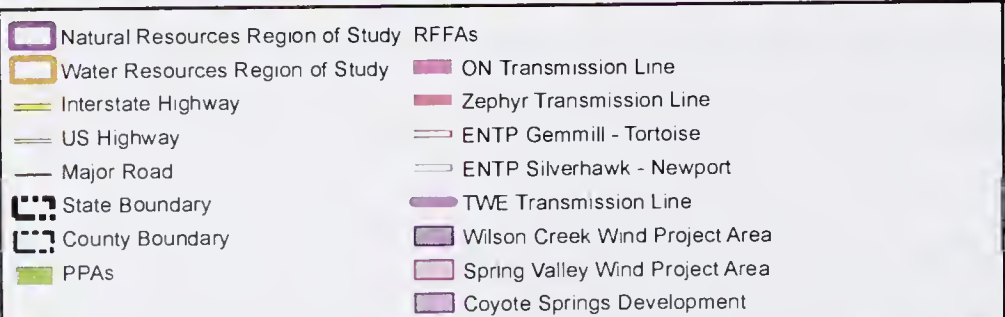 Natural Resources Region of Study
Water Resources Region of Study
Interstate Highway
US Highway
Major Road
State Boundary
County Boundary
PPAs
RFFAs
ON Transmission Line
Zephyr Transmission Line
ENTP Gemmill - Tortoise
ENTP Silverhawk - Newport
TWE Transmission Line
Wilson Creek Wind Project Area
Spring Valley Wind Project Area
Coyote Springs Development